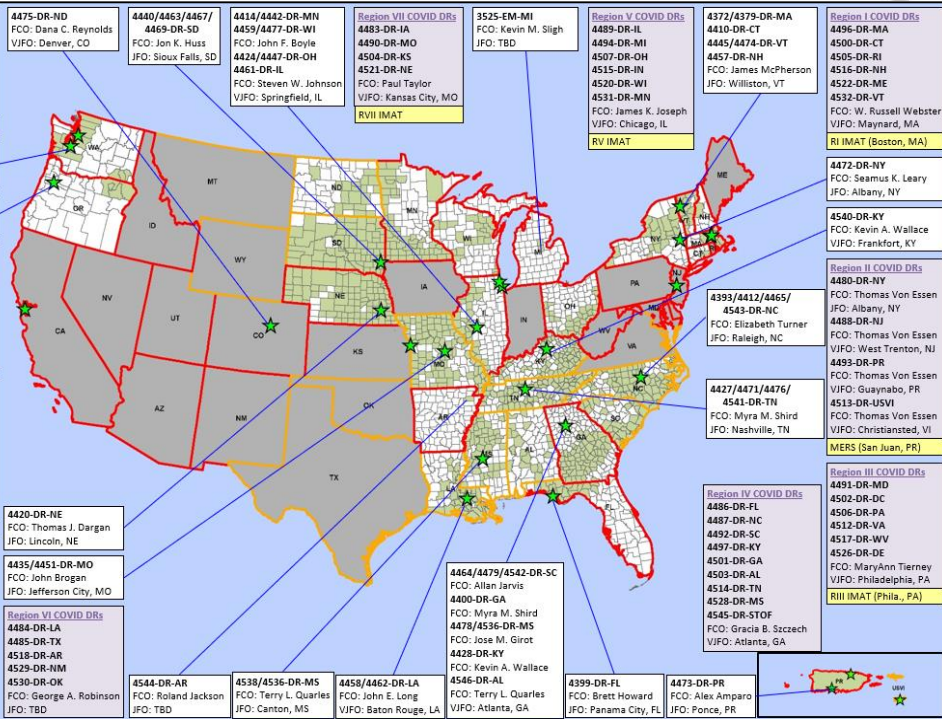 4475-DR-ND
FCO: Dana C. Reynolds
VJFO: Denver, CO
4440/4463/4467/
4469-DR-SD
FCO: Jon K. Huss
JFO: Sioux Falls, SD
4414/4442-DR-MN
4459/4477-DR-WI
FCO: John F. Boyle
4424/4447-DR-OH
4461-DR-IL
FCO: Steven W. Johnson
VJFO: Springfield, IL
Region VII COVID DRs
4483-DR-IA
4490-DR-MO
4504-DR-KS
4521-DR-NE
FCO: Paul Taylor
VJFO: Kansas City, MO
RVII IMAT
3525-EM-MI
FCO: Kevin M. Sligh
JFO: TBD
Region V COVID DRs
4489-DR-IL
4494-DR-MI
4507-DR-OH
4515-DR-IN
4520-DR-WI
4531-DR-MN
FCO: James K. Joseph
VJFO: Chicago, IL
RV IMAT
4372/4379-DR-MA
4410-DR-CT
4445/4474-DR-VT
4457-DR-NH
FCO: James McPherson
JFO: Williston, VT
Region I COVID DRs
4496-DR-MA
4500-DR-CT
4505-DR-RI
4516-DR-NH
4522-DR-ME
4532-DR-VT
FCO: W. Russell Webster
VJFO: Maynard, MA
RI IMAT (Boston, MA)
4472-DR-NY
FCO: Seamus K. Leary
JFO: Albany, NY
4540-DR-KY
FCO: Kevin A. Wallace
VJFO: Frankfort, KY
Region II COVID DRs
4480-DR-NY
FCO: Thomas Von Essen
JFO: Albany, NY
4488-DR-NJ
FCO: Thomas Von Essen
VJFO: West Trenton, NJ
4493-DR-PR
FCO: Thomas Von Essen
VJFO: Guaynabo, PR
4513-DR-USVI
FCO: Thomas Von Essen
VJFO: Christiansted, VI
MERS (San Juan, PR)
4393/4412/4465/
4543-DR-NC
FCO: Elizabeth Turner
JFO: Raleigh, NC
4427/4471/4476/
4541-DR-TN
FCO: Myra M. Shird
JFO: Nashville, TN
Region III COVID DRs
4491-DR-MD
4502-DR-DC
4506-DR-PA
4512-DR-VA
4517-DR-WV
4526-DR-DE
FCO: MaryAnn Tierney
VJFO: Philadelphia, PA
RIII IMAT (Phila., PA)
Region IV COVID DRs
4486-DR-FL
4487-DR-NC
4492-DR-SC
4497-DR-KY
4501-DR-GA
4503-DR-AL
4514-DR-TN
4528-DR-MS
4545-DR-STOF
FCO: Gracia B. Szczech
VJFO: Atlanta, GA
WA
OR
ID
MT
WY
NV
CA
UT
CO
AZ
NM
ND
SD
NE
KS
OK
TX
MN
IA
MO
AR
LA
WI
IL
MI
IN
OH
KY
TN
MS
AL
GA
FL
SC
NC
VA
WV
PA
NY
NJ
MD
CT
MA
VT
NH
ME
4420-DR-NE
FCO: Thomas J. Dargan
JFO: Lincoln, NE
4435/4451-DR-MO
FCO: John Brogan
JFO: Jefferson City, MO
Region VI COVID DRs
4484-DR-LA
4485-DR-TX
4518-DR-AR
4529-DR-NM
4530-DR-OK
FCO: George A. Robinson
JFO: TBD
4544-DR-AR
FCO: Roland Jackson
JFO: TBD
4538/4536-DR-MS
FCO: Terry L. Quarles
JFO: Canton, MS
4458/4462-DR-LA
FCO: John E. Long
VJFO: Baton Rouge, LA
4464/4479/4542-DR-SC
FCO: Allan Jarvis
4400-DR-GA
FCO: Myra M. Shird
4478/4536-DR-MS
FCO: Jose M. Girot
4428-DR-KY
FCO: Kevin A. Wallace
4546-DR-AL
FCO: Terry L. Quarles
VJFO: Atlanta, GA
4399-DR-FL
FCO: Brett Howard
JFO: Panama City, FL
4473-DR-PR
FCO: Alex Amparo
JFO: Ponce, PR
PR
USVI